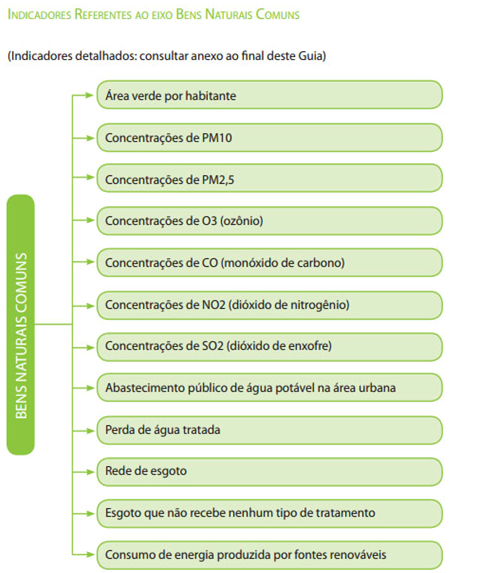 Indicadores Referentes ao eixo Bens Naturais Comuns
(Indicadores detalhados: consultar anexo ao final deste Guia)
BENS NATURAIS COMUNS
Área verde por habitante
Concentrações de PM10
Concentrações de PM2,5
Concentrações de O3 (ozônio)
Concentrações de CO (monóxido de carbono)
Concentrações de NO2 (dióxido de nitrogênio)
Concentrações de SO2 (dióxido de enxofre)
Abastecimento público de água potável na área urbana
Perda de água tratada
Rede de esgoto
Esgoto que não recebe nenhum tipo de tratamento
Consumo de energia produzida por fontes renováveis